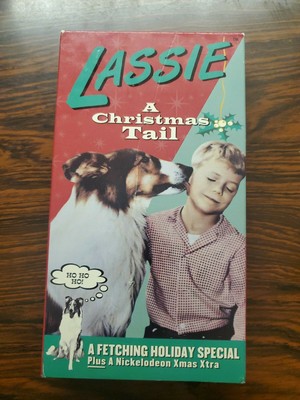 LASSIE
A
Christmas
Tail
HO HO
HO!
A FETCHING HOLIDAY SPECIAL
Plus A Nickelodeon Xmas Xtra